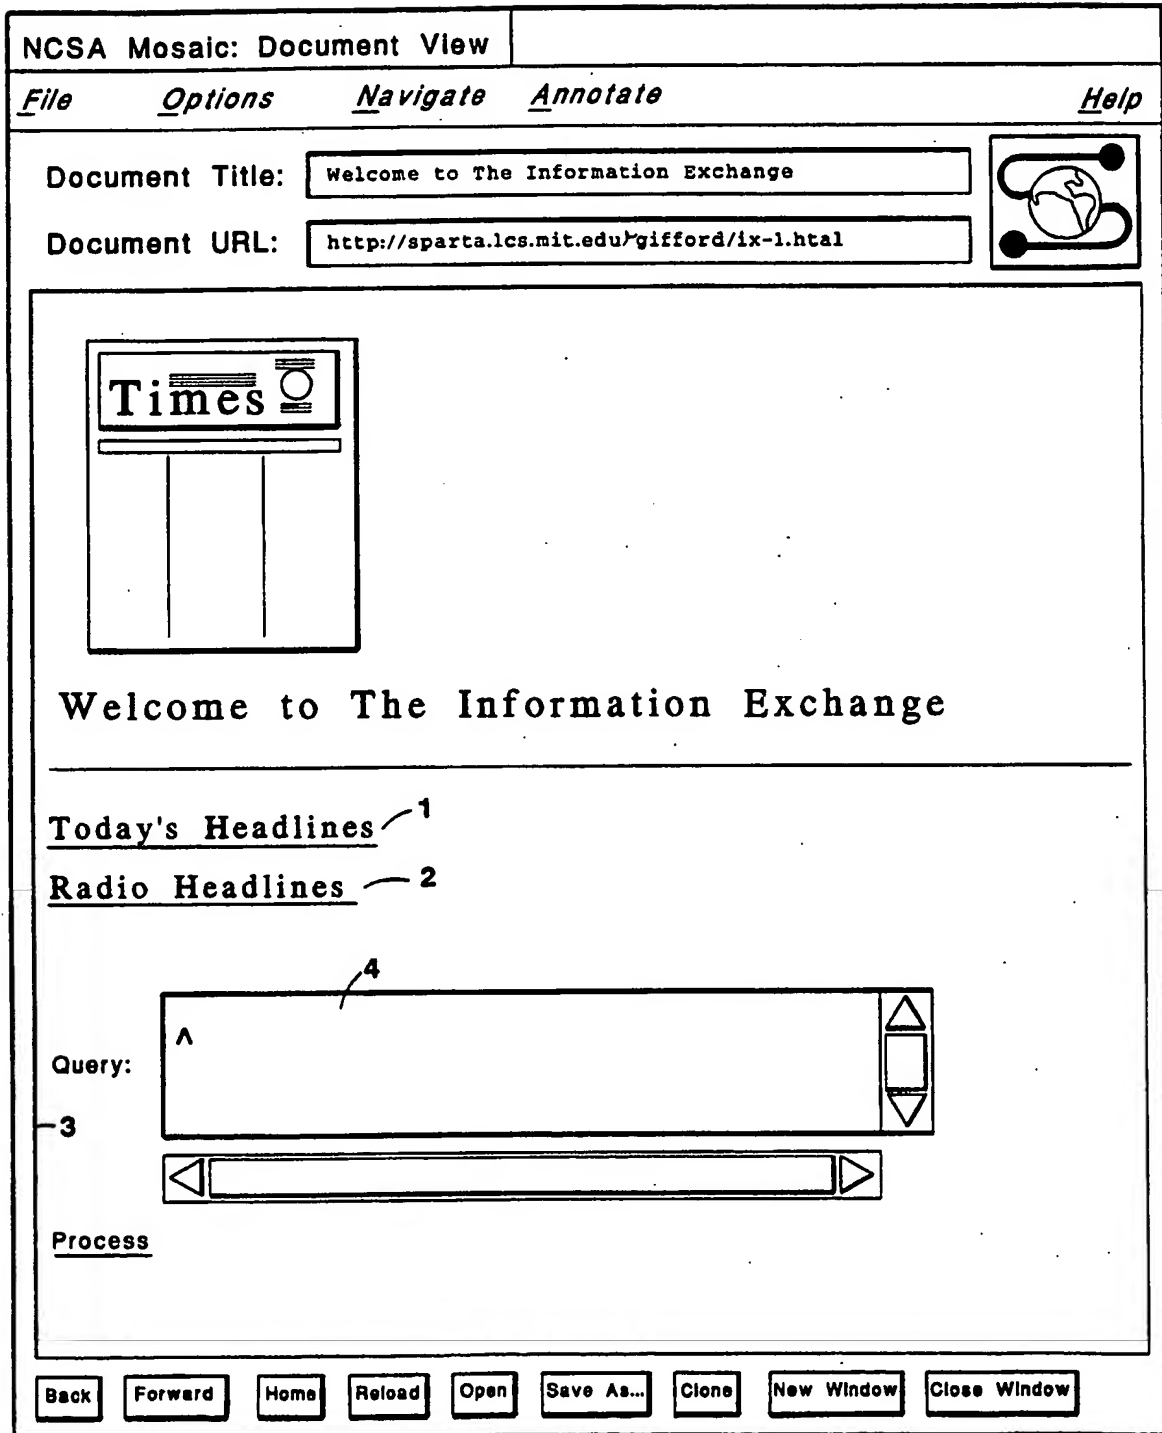 NCSA Mosaic: Document View
File Options Navigate Annotate Help
Document Title: Welcome to The Information Exchange
Document URL: http://sparta.lcs.mit.edu/~gifford/ix-1.htal
Times
Welcome to The Information Exchange
Today's Headlines 1
Radio Headlines 2
4
^
Query:
3
Process
Back Forward Home Reload Open Save As... Clone New Window Close Window